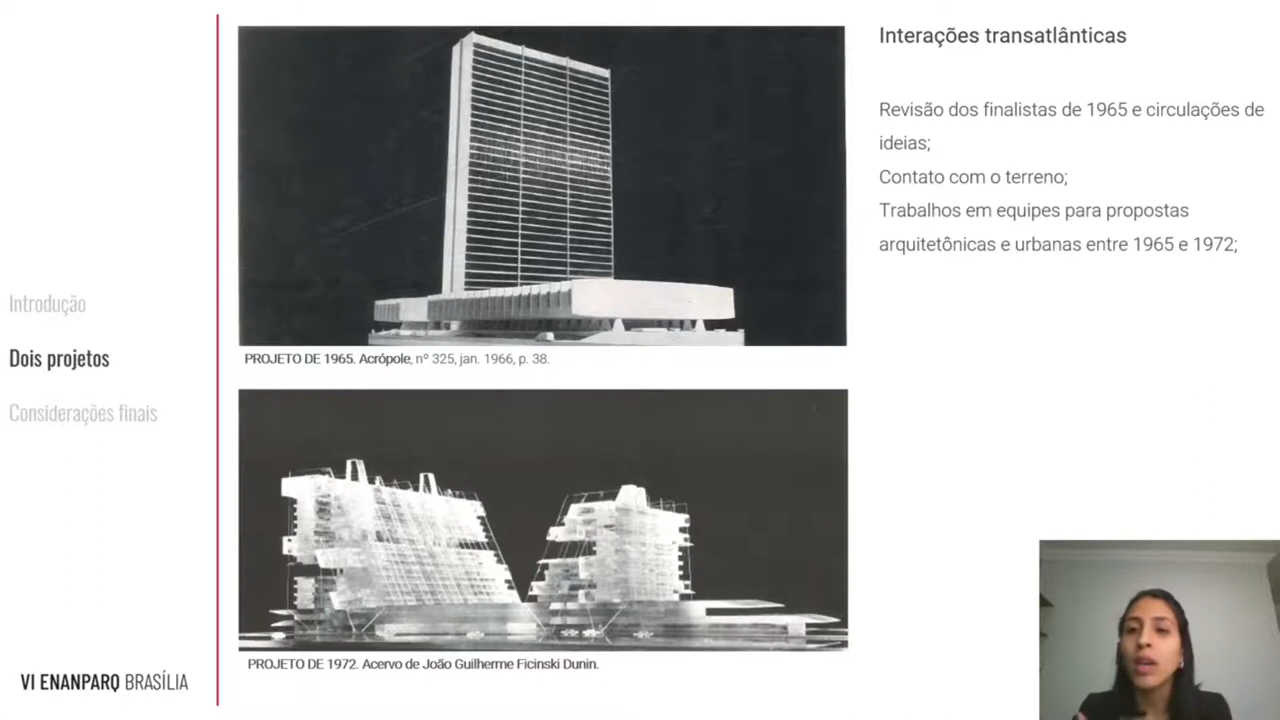 Interações transatlânticas
Revisão dos finalistas de 1965 e circulações de
ideias;
Contato com o terreno;
Trabalhos em equipes para propostas
arquitetônicas e urbanas entre 1965 e 1972;
Introdução
Dois projetos
Considerações finais
PROJETO DE 1965. Acrópole, nº 325, jan. 1966, p. 38.
PROJETO DE 1972. Acervo de João Guilherme Ficinski Dunin.
VI ENANPARQ BRASÍLIA